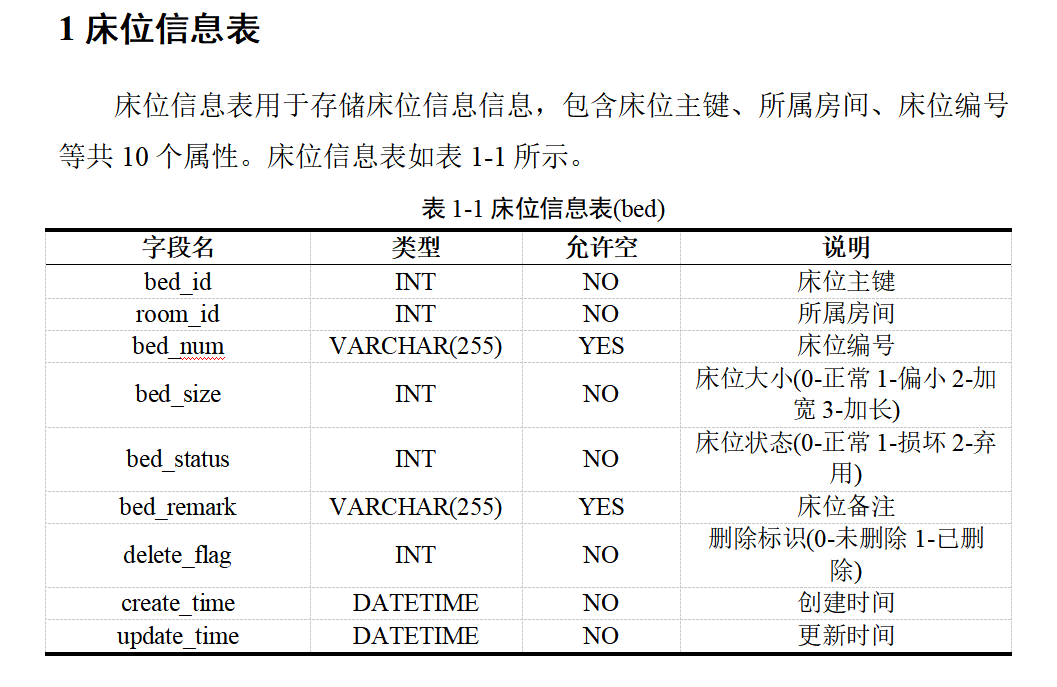 1 床位信息表
床位信息表用于存储床位信息信息，包含床位主键、所属房间、床位编号
等共 10 个属性。床位信息表如表 1-1 所示。
表 1-1 床位信息表(bed)
字段名 类型 允许空 说明
bed_id INT NO 床位主键
room_id INT NO 所属房间
bed_num VARCHAR(255) YES 床位编号
bed_size INT NO 床位大小(0-正常 1-偏小 2-加
宽 3-加长)
bed_status INT NO 床位状态(0-正常 1-损坏 2-弃
用)
bed_remark VARCHAR(255) YES 床位备注
delete_flag INT NO 删除标识(0-未删除 1-已删
除)
create_time DATETIME NO 创建时间
update_time DATETIME NO 更新时间